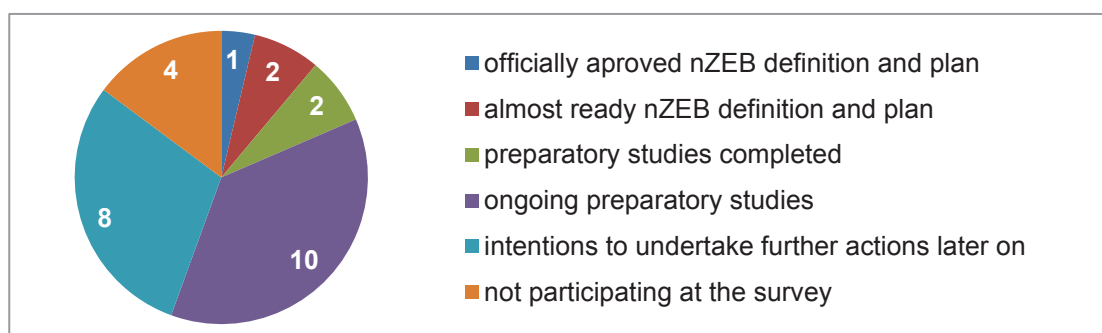 1
2
2
10
8
4
officially aproved nZEB definition and plan
almost ready nZEB definition and plan
preparatory studies completed
ongoing preparatory studies
intentions to undertake further actions later on
not participating at the survey